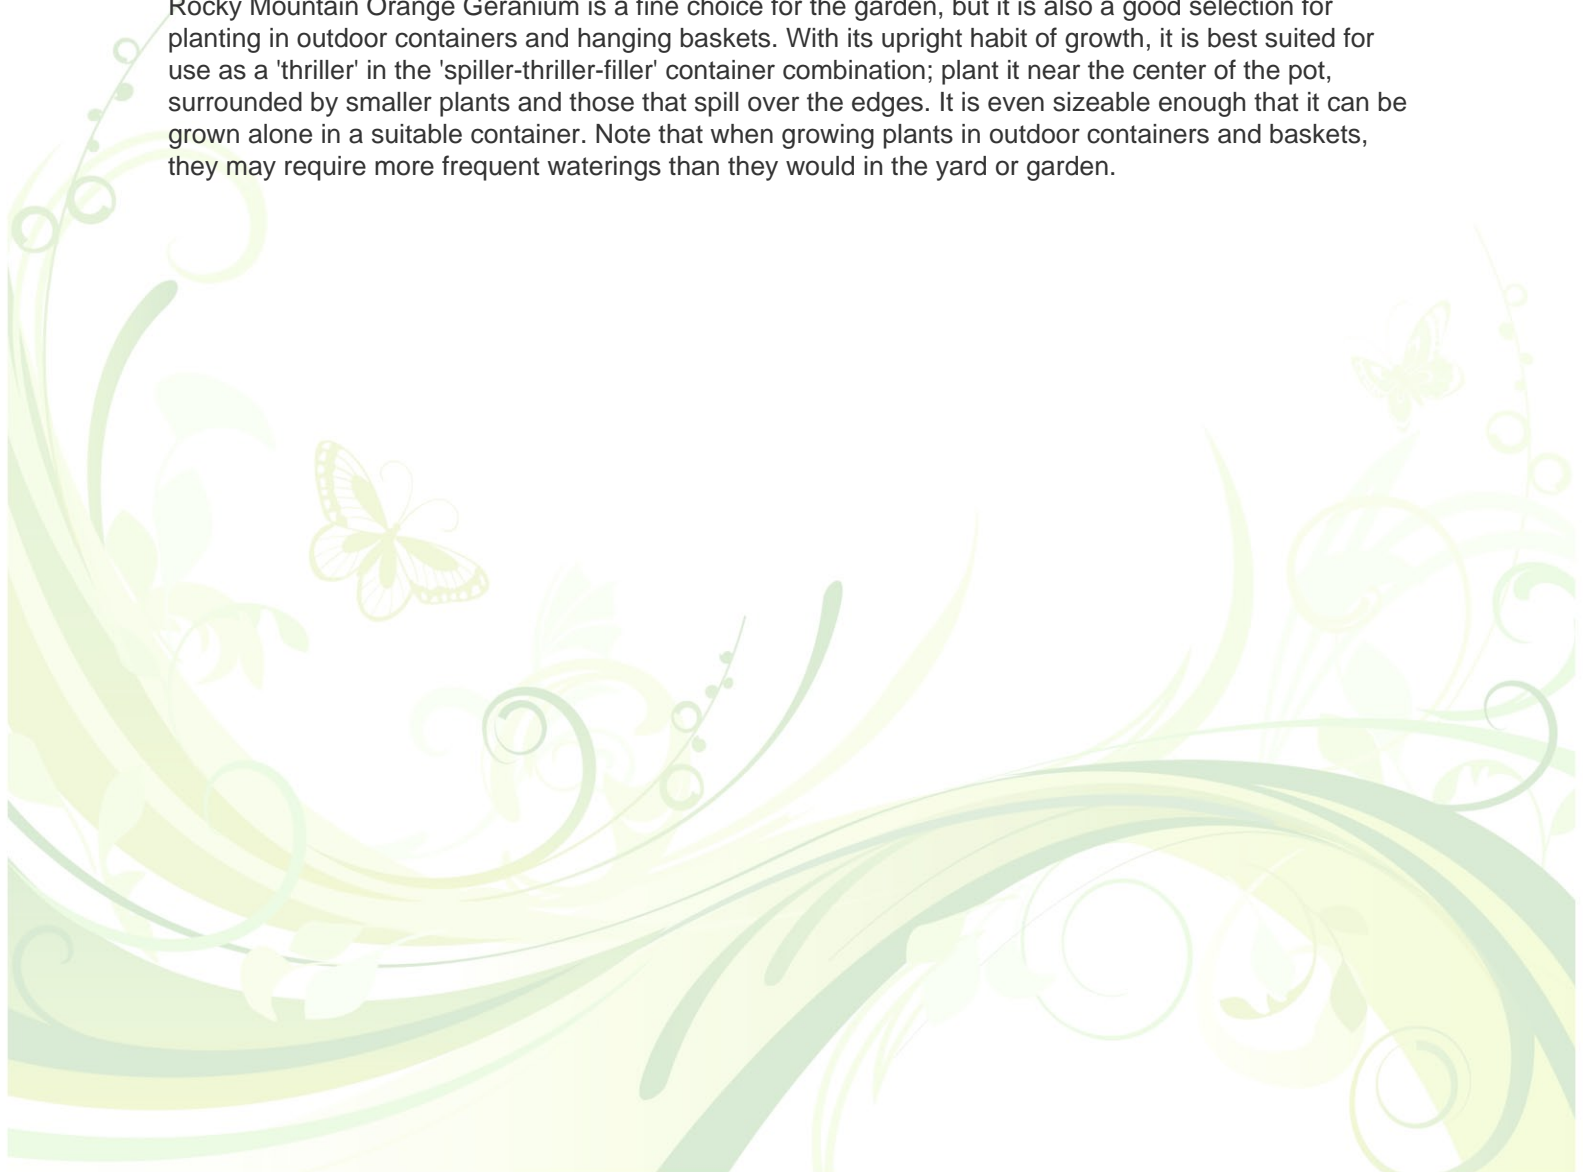 Rocky Mountain Orange Geranium is a fine choice for the garden, but it is also a good selection for
planting in outdoor containers and hanging baskets. With its upright habit of growth, it is best suited for
use as a 'thriller' in the 'spiller-thriller-filler' container combination; plant it near the center of the pot,
surrounded by smaller plants and those that spill over the edges. It is even sizeable enough that it can be
grown alone in a suitable container. Note that when growing plants in outdoor containers and baskets,
they may require more frequent waterings than they would in the yard or garden.